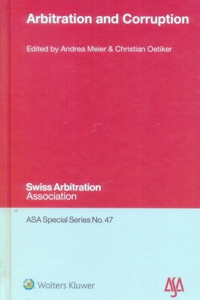 Arbitration and Corruption
Edited by Andrea Meier & Christian Oetiker
Swiss Arbitration
Association
ASA Special Series No. 47
Wolters Kluwer
ASA